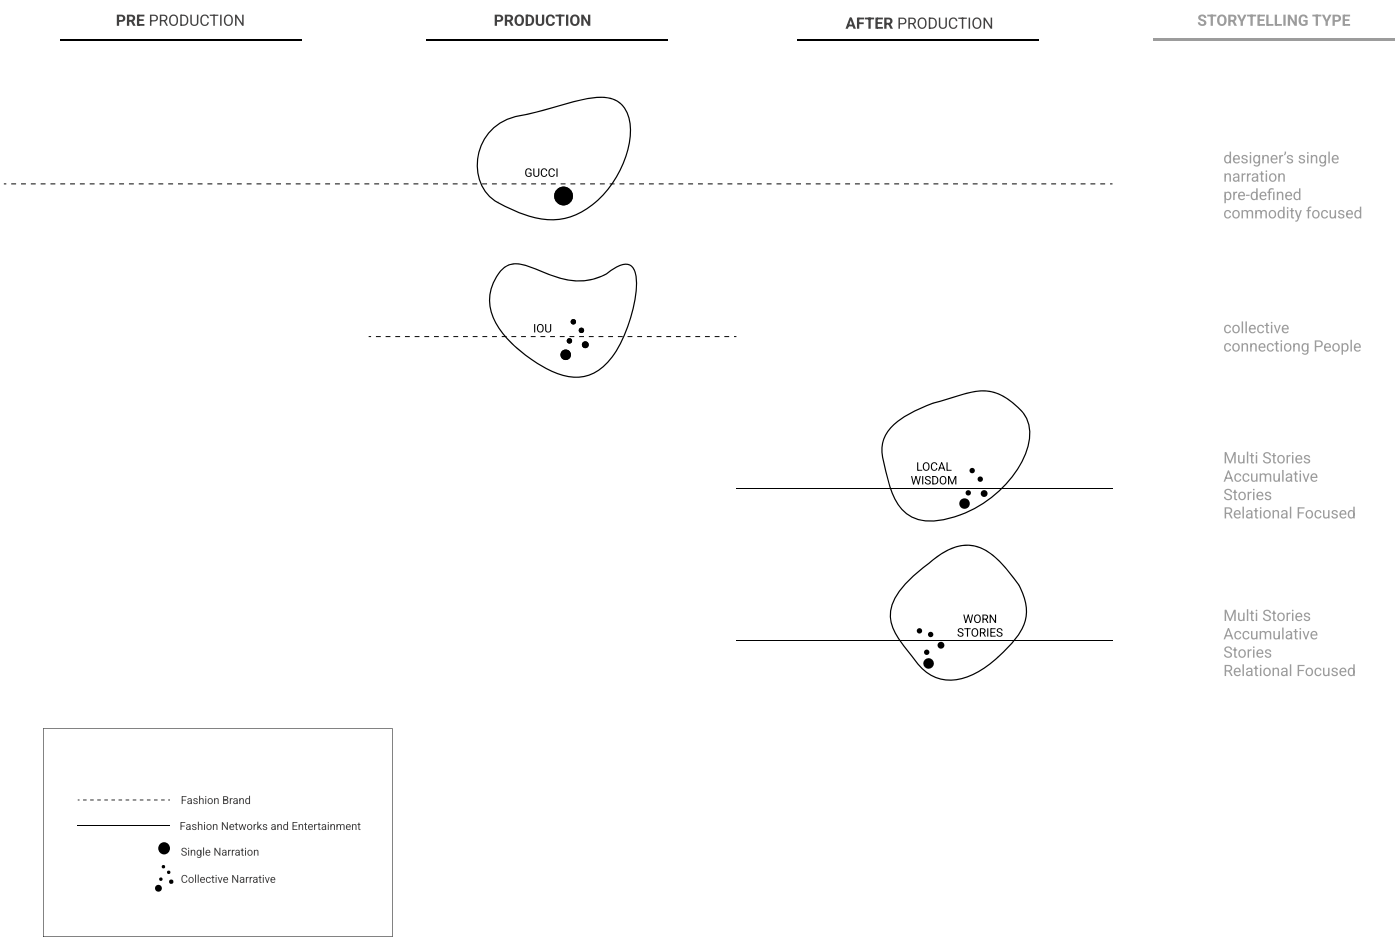 PRE PRODUCTION
PRODUCTION
AFTER PRODUCTION
STORYTELLING TYPE
GUCCI
designer's single
narration
pre-defined
commodity focused
IOU
collective
connectiong People
LOCAL
WISDOM
Multi Stories
Accumulative
Stories
Relational Focused
WORN
STORIES
Multi Stories
Accumulative
Stories
Relational Focused
Fashion Brand
Fashion Networks and Entertainment
Single Narration
Collective Narrative